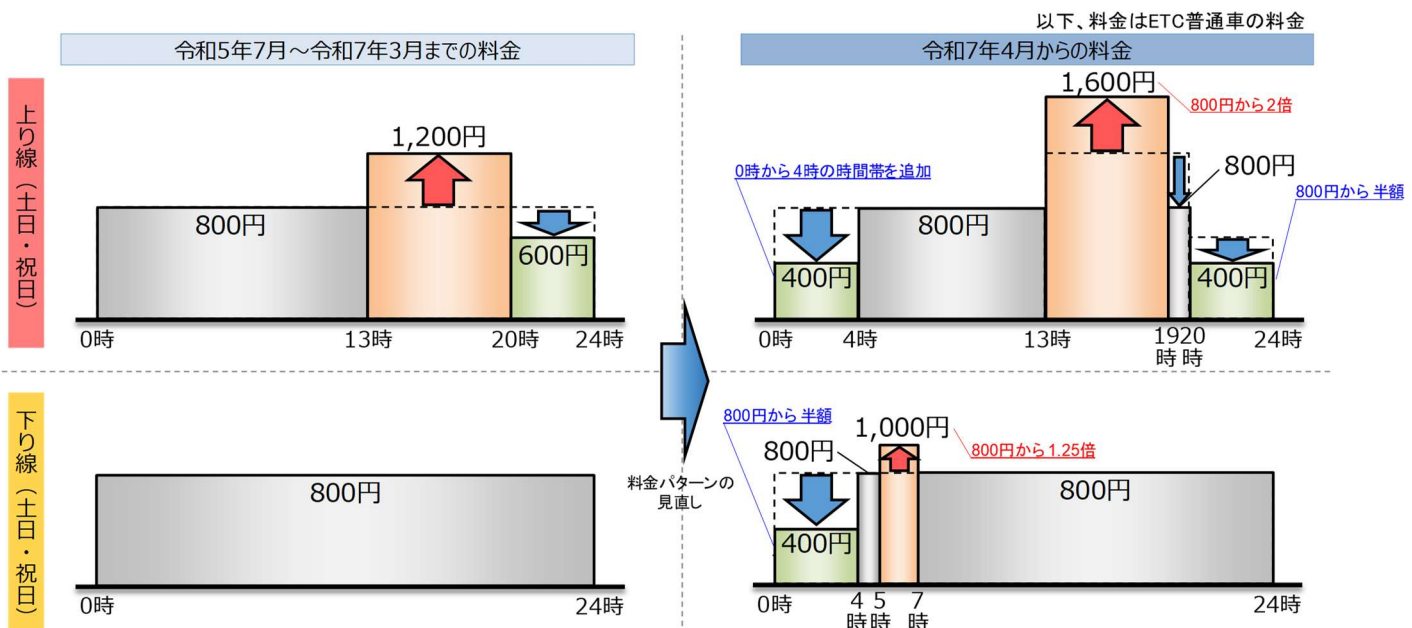 以下、料金はETC普通車の料金
令和5年7月～令和7年3月までの料金
令和7年4月からの料金
上り線（土日・祝日）
800円
1,200円
600円
0時
13時
20時
24時
0時から4時の時間帯を追加
400円
800円
1,600円
800円から2倍
800円
800円から 半額
400円
0時
4時
13時
1920
時 時
24時
料金パターンの
見直し
下り線（土日・祝日）
800円
0時
24時
800円から 半額
400円
800円
1,000円
800円から1.25倍
800円
0時
4 5 7
時 時 時
24時